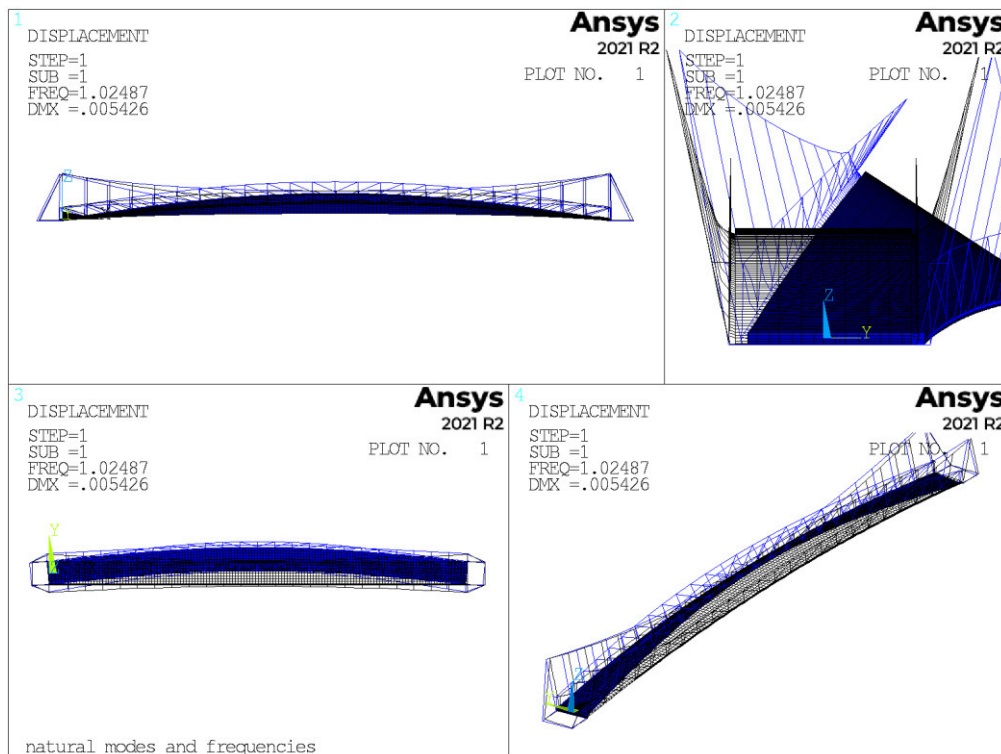 1
Ansys
2021 R2
DISPLACEMENT
STEP=1
SUB =1
FREQ=1.02487
DMX =.005426
PLOT NO. 1
Z
2
Ansys
2021 R2
DISPLACEMENT
STEP=1
SUB =1
FREQ=1.02487
DMX =.005426
PLOT NO. 1
Z
Y
3
Ansys
2021 R2
DISPLACEMENT
STEP=1
SUB =1
FREQ=1.02487
DMX =.005426
PLOT NO. 1
Y
4
Ansys
2021 R2
DISPLACEMENT
STEP=1
SUB =1
FREQ=1.02487
DMX =.005426
PLOT NO. 1
Z
natural modes and frequencies